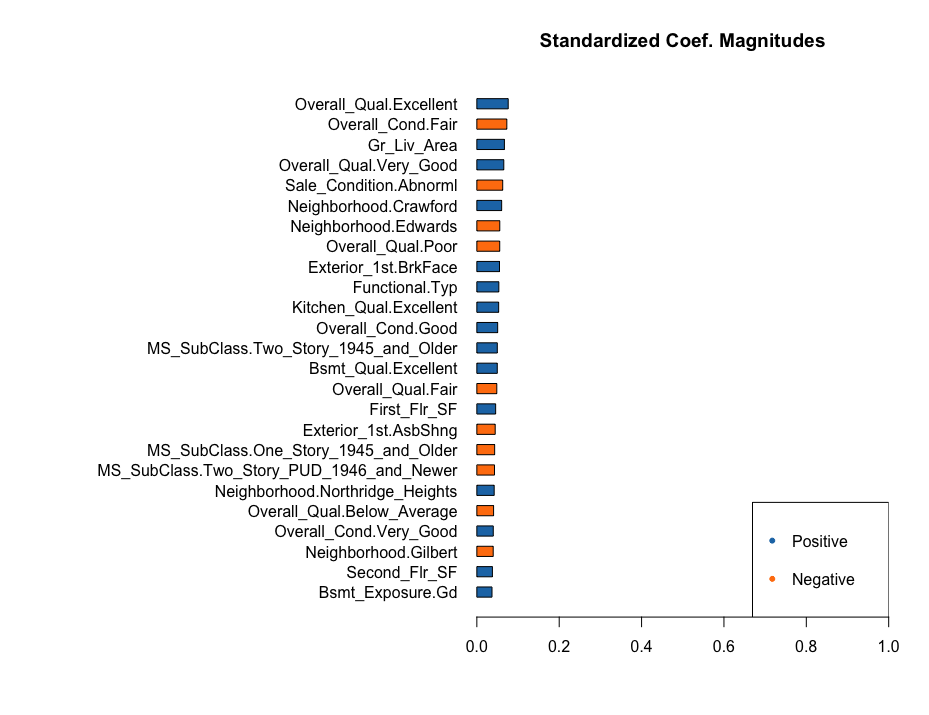 Standardized Coef. Magnitudes
Overall_Qual.Excellent
Overall_Cond.Fair
Gr_Liv_Area
Overall_Qual.Very_Good
Sale_Condition.Abnorml
Neighborhood.Crawford
Neighborhood.Edwards
Overall_Qual.Poor
Exterior_1st.BrkFace
Functional.Typ
Kitchen_Qual.Excellent
Overall_Cond.Good
MS_SubClass.Two_Story_1945_and_Older
Bsmt_Qual.Excellent
Overall_Qual.Fair
First_Flr_SF
Exterior_1st.AsbShng
MS_SubClass.One_Story_1945_and_Older
MS_SubClass.Two_Story_PUD_1946_and_Newer
Neighborhood.Northridge_Heights
Overall_Qual.Below_Average
Overall_Cond.Very_Good
Neighborhood.Gilbert
Second_Flr_SF
Bsmt_Exposure.Gd
Positive
Negative
0.0 0.2 0.4 0.6 0.8 1.0